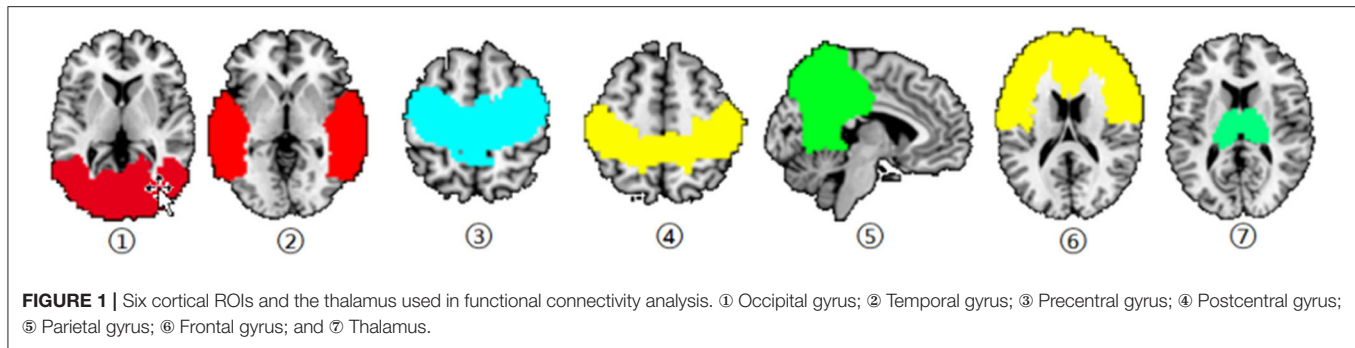 ① ② ③ ④ ⑤ ⑥ ⑦
FIGURE 1 | Six cortical ROIs and the thalamus used in functional connectivity analysis. ① Occipital gyrus; ② Temporal gyrus; ③ Precentral gyrus; ④ Postcentral gyrus;
⑤ Parietal gyrus; ⑥ Frontal gyrus; and ⑦ Thalamus.